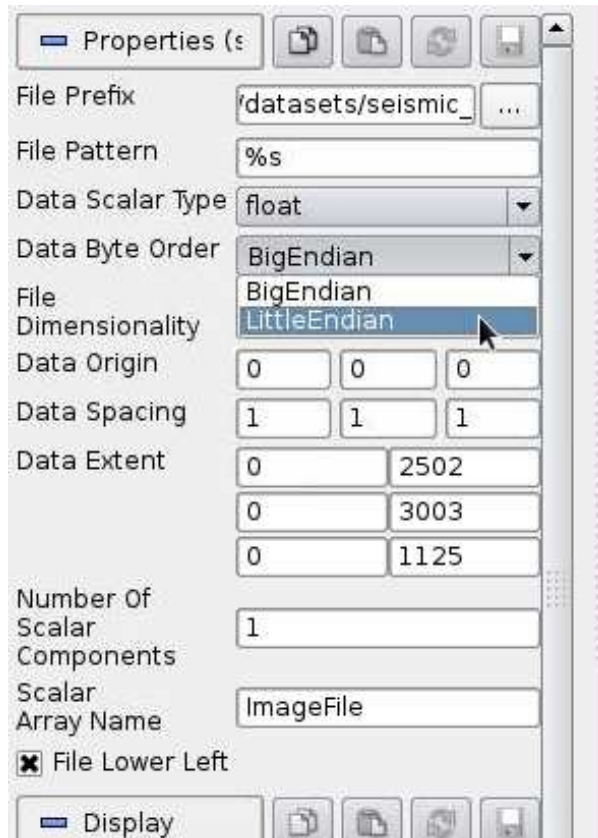 Properties (s
File Prefix
/datasets/seismic_ ...
File Pattern
%s
Data Scalar Type float
Data Byte Order BigEndian
BigEndian
LittleEndian
File
Dimensionality
Data Origin 0 0 0
Data Spacing 1 1 1
Data Extent 0 2502
0 3003
0 1125
Number Of
Scalar
Components
1
Scalar
Array Name
ImageFile
File Lower Left
Display